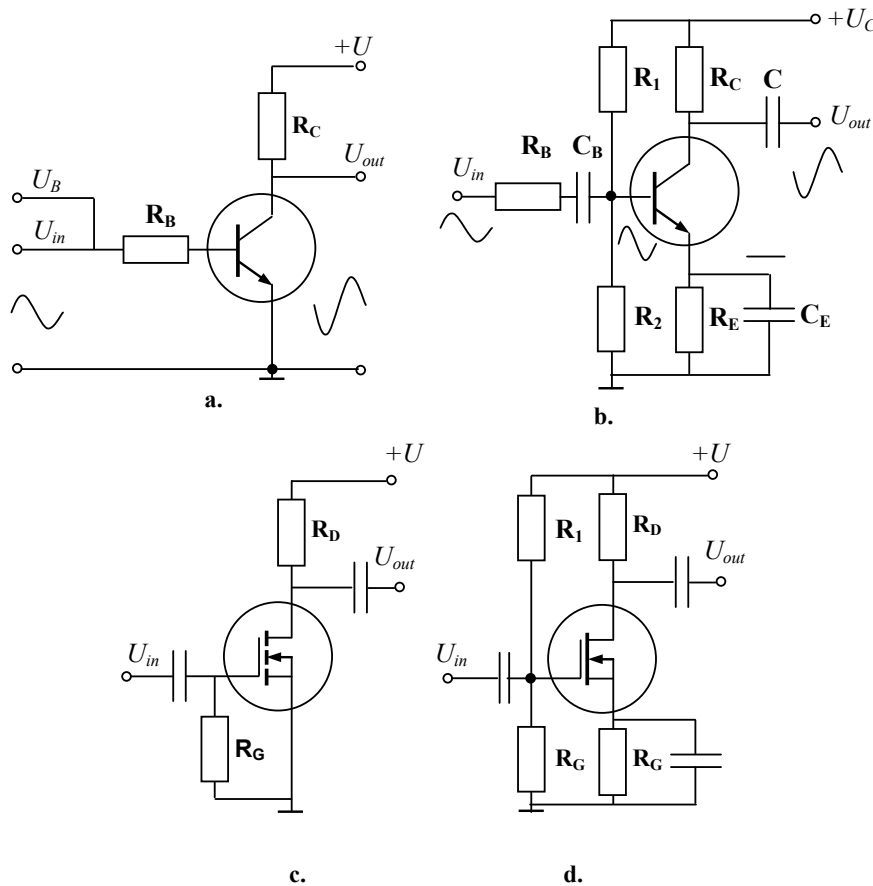 +U
R_C
U_out
U_B
U_in
R_B
a.
+U_C
R_1
R_C
C
U_out
R_B
C_B
U_in
R_2
R_E
C_E
b.
+U
R_D
U_out
U_in
R_G
c.
+U
R_1
R_D
U_out
U_in
R_G
R_G
d.